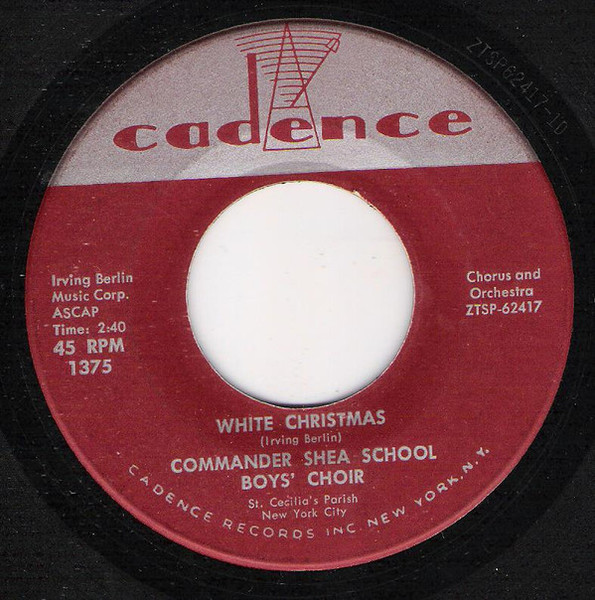 cadence
ZTSP62417-1D
Irving Berlin
Music Corp.
ASCAP
Time: 2:40
45 RPM
1375
Chorus and
Orchestra
ZTSP-62417
WHITE CHRISTMAS
(Irving Berlin)
COMMANDER SHEA SCHOOL
BOYS' CHOIR
St. Cecilia's Parish
New York City
CADENCE RECORDS INC. NEW YORK, N.Y.